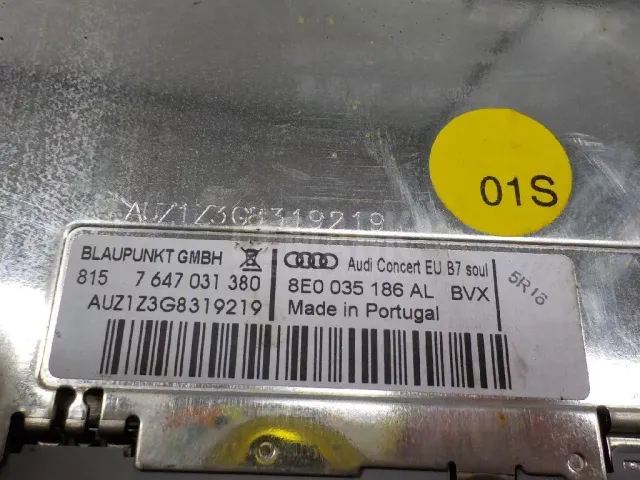 01S
AUZ1Z3G8319219
BLAUPUNKT GMBH
815 7 647 031 380
AUZ1Z3G8319219
Audi Concert EU B7 soul
8E0 035 186 AL BVX
Made in Portugal
5R16